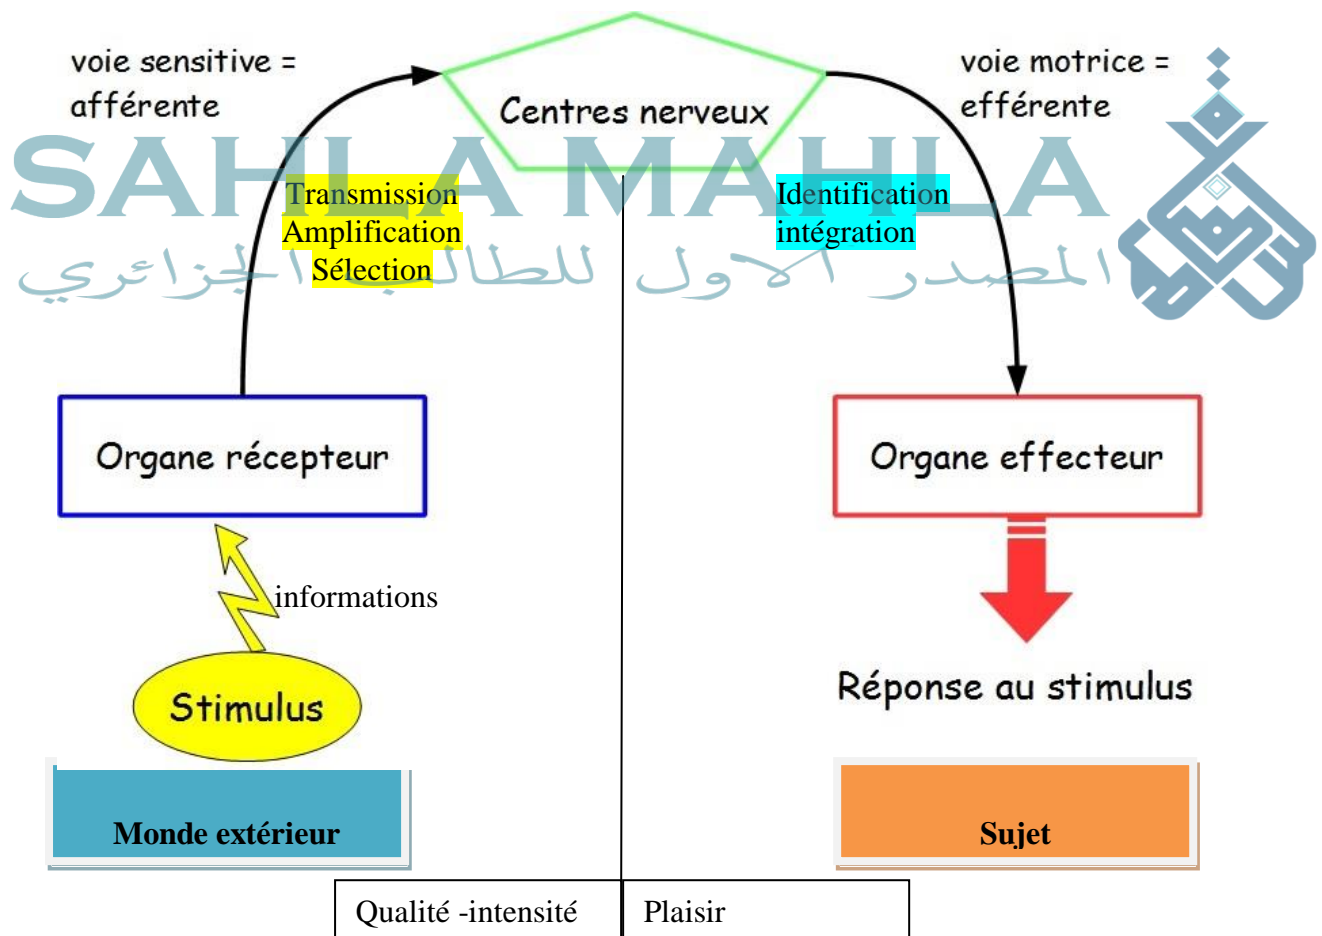 voie sensitive =
afférente
Centres nerveux
voie motrice =
efférente
SAHLA MAHLA
المصدر الاول للطالب الجزائري
Transmission
Amplification
Sélection
Identification
intégration
Organe récepteur
Organe effecteur
informations
Stimulus
Réponse au stimulus
Monde extérieur
Sujet
Qualité -intensité
Plaisir